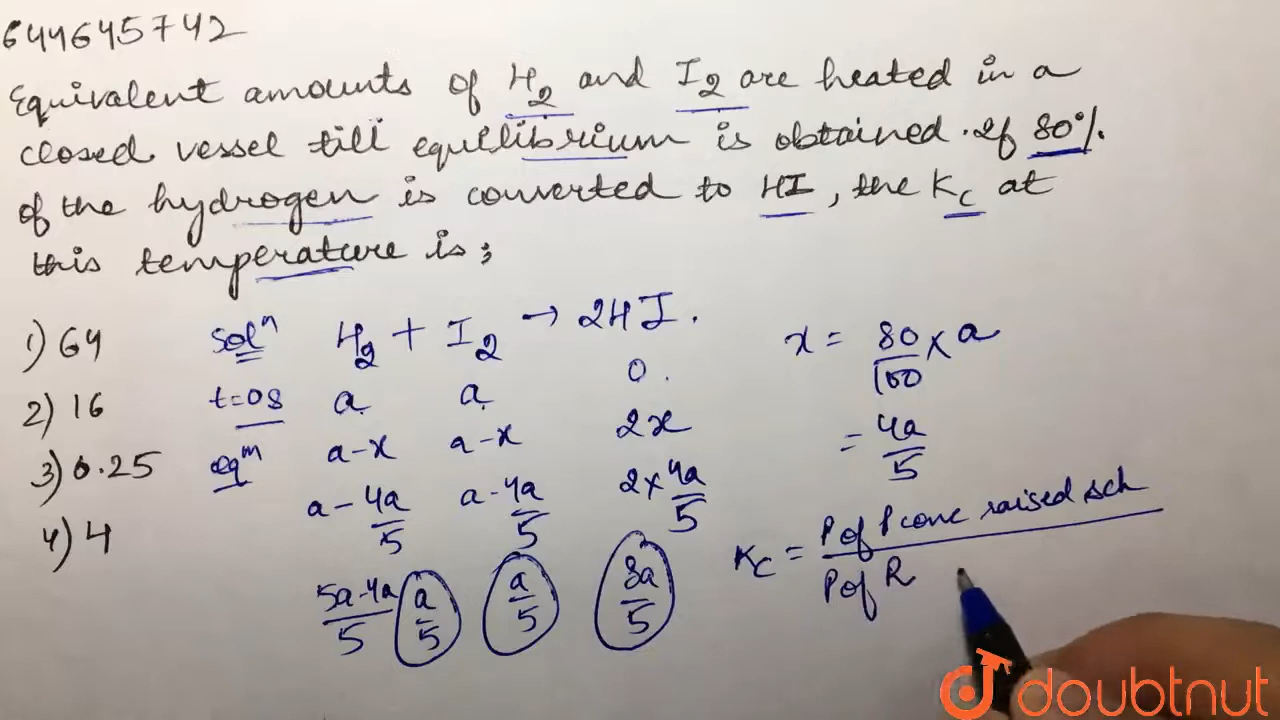 644645742
Equivalent amounts of H₂ and I₂ are heated in a
closed vessel till equilibrium is obtained. If 80%
of the hydrogen is converted to HI, the Kc at
this temperature is;
1) 64
2) 16
3) 0.25
4) 4
Solⁿ H₂ + I₂ → 2HI.
t=0s a a 0.
eqᵐ a-x a-x 2x
a - 4a/5 a - 4a/5 2 × 4a/5
5a-4a/5 a/5 a/5 8a/5
x = 80/100 × a
= 4a/5
Kc = P of P conc raised sch / P of R
doubtnut